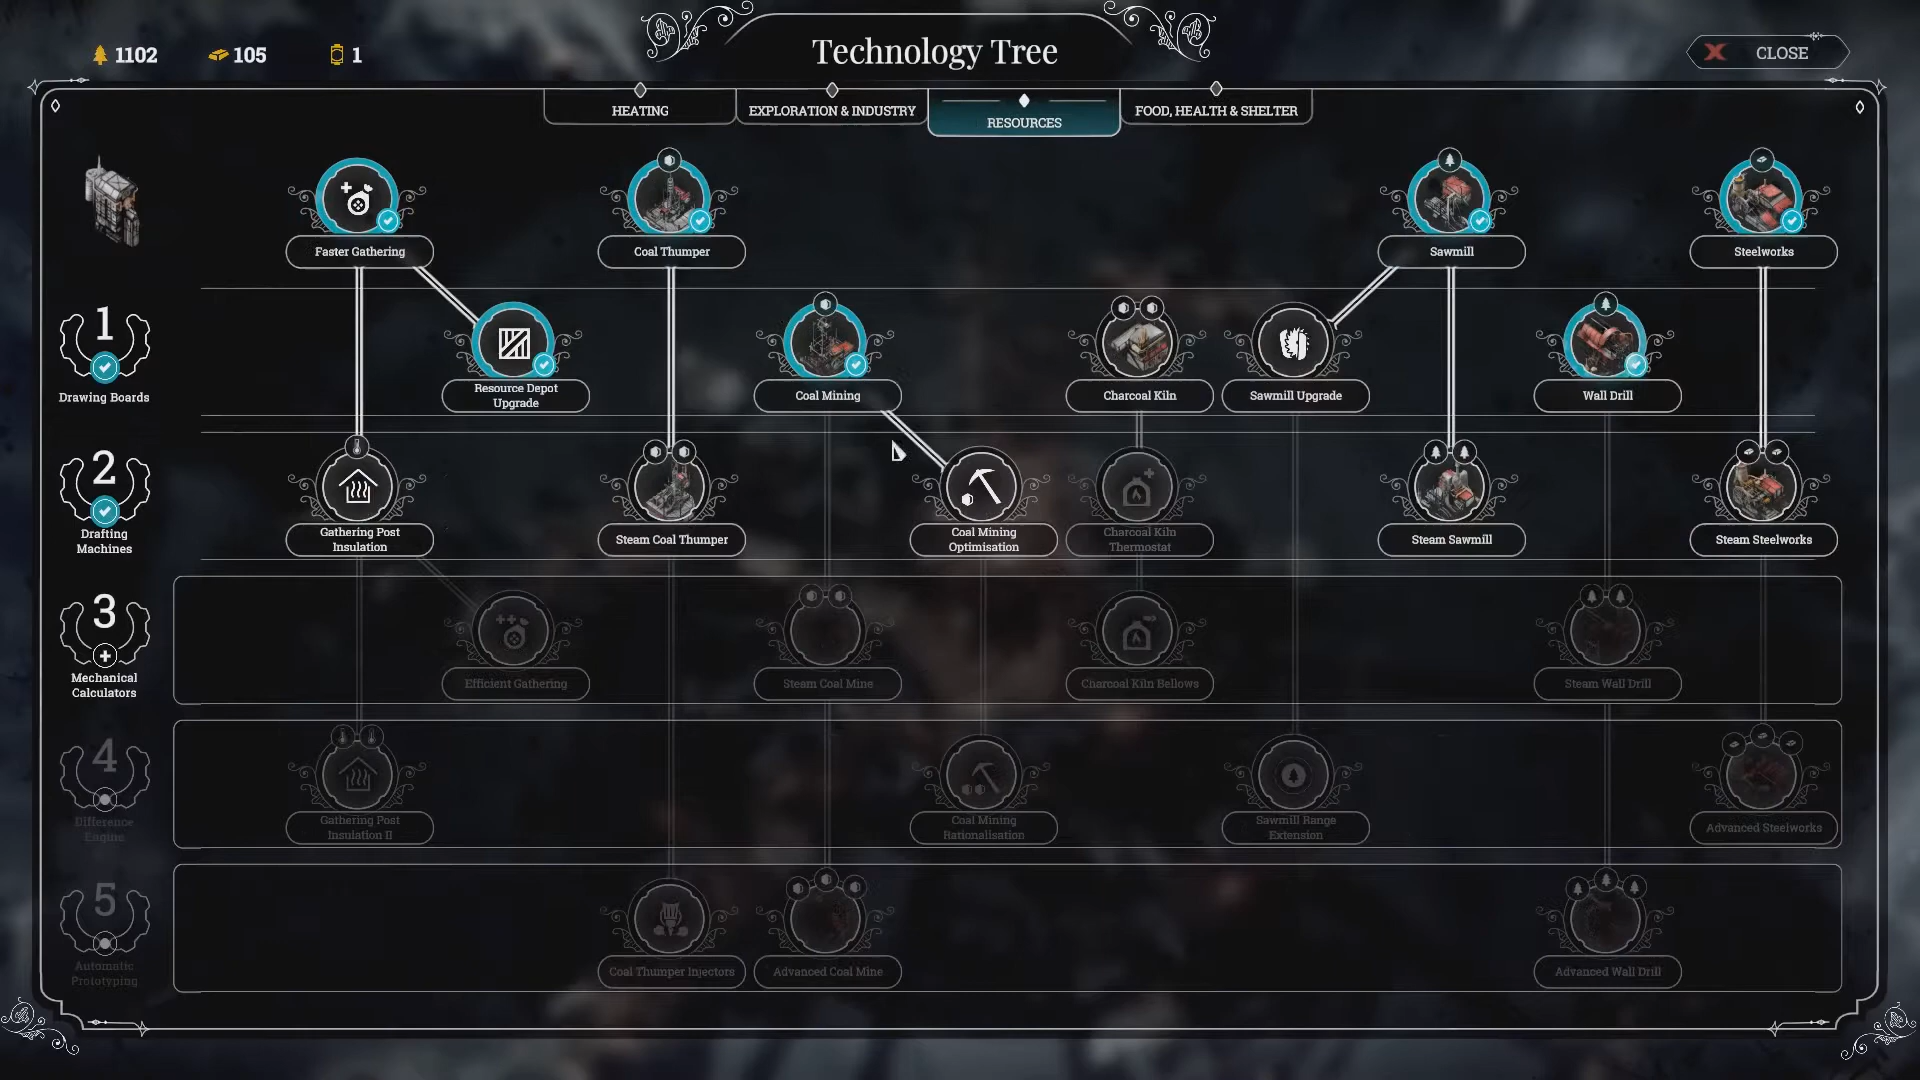 1102 105 1
Technology Tree
CLOSE
HEATING
EXPLORATION & INDUSTRY
RESOURCES
FOOD, HEALTH & SHELTER
Faster Gathering
Coal Thumper
Sawmill
Steelworks
1
Drawing Boards
Resource Depot
Upgrade
Coal Mining
Charcoal Kiln
Sawmill Upgrade
Wall Drill
2
Drafting
Machines
Gathering Post
Insulation
Steam Coal Thumper
Coal Mining
Optimisation
Charcoal Kiln
Thermostat
Steam Sawmill
Steam Steelworks
3
Mechanical
Calculators
Efficient Gathering
Steam Coal Mine
Charcoal Kiln Bellows
Steam Wall Drill
4
Difference
Engine
Gathering Post
Insulation II
Coal Mining
Rationalisation
Sawmill Range
Extension
Advanced Steelworks
5
Automatic
Prototyping
Coal Thumper Injectors
Advanced Coal Mine
Advanced Wall Drill